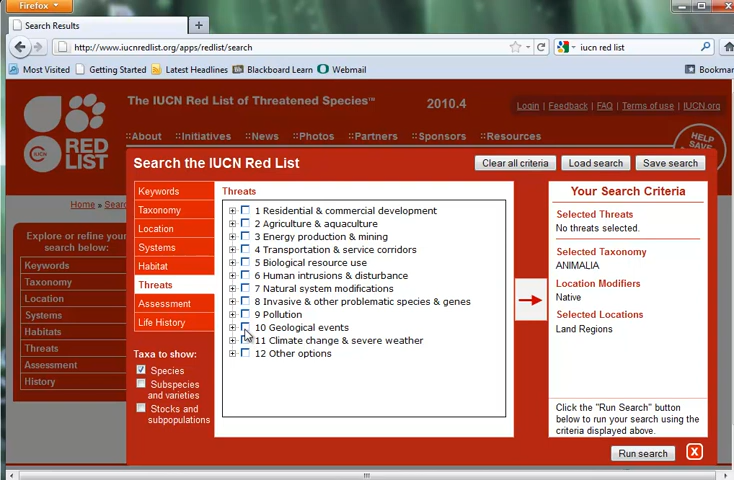 Firefox
Search Results
http://www.iucnredlist.org/apps/redlist/search
iucn red list
Most Visited Getting Started Latest Headlines Blackboard Learn Webmail Bookmar
The IUCN Red List of Threatened Species™ 2010.4
Login | Feedback | FAQ | Terms of use | IUCN.org
IUCN RED LIST
::About ::Initiatives ::News ::Photos ::Partners ::Sponsors ::Resources
HELP SAVE
Search the IUCN Red List
Clear all criteria Load search Save search
Home » Sear
Explore or refine your search below:
Keywords
Taxonomy
Location
Systems
Habitats
Threats
Assessment
History
Keywords
Taxonomy
Location
Systems
Habitat
Threats
Assessment
Life History
Taxa to show:
Species
Subspecies and varieties
Stocks and subpopulations
Threats
1 Residential & commercial development
2 Agriculture & aquaculture
3 Energy production & mining
4 Transportation & service corridors
5 Biological resource use
6 Human intrusions & disturbance
7 Natural system modifications
8 Invasive & other problematic species & genes
9 Pollution
10 Geological events
11 Climate change & severe weather
12 Other options
Your Search Criteria
Selected Threats
No threats selected.
Selected Taxonomy
ANIMALIA
Location Modifiers
Native
Selected Locations
Land Regions
Click the "Run Search" button
below to run your search using the
criteria displayed above.
Run search X